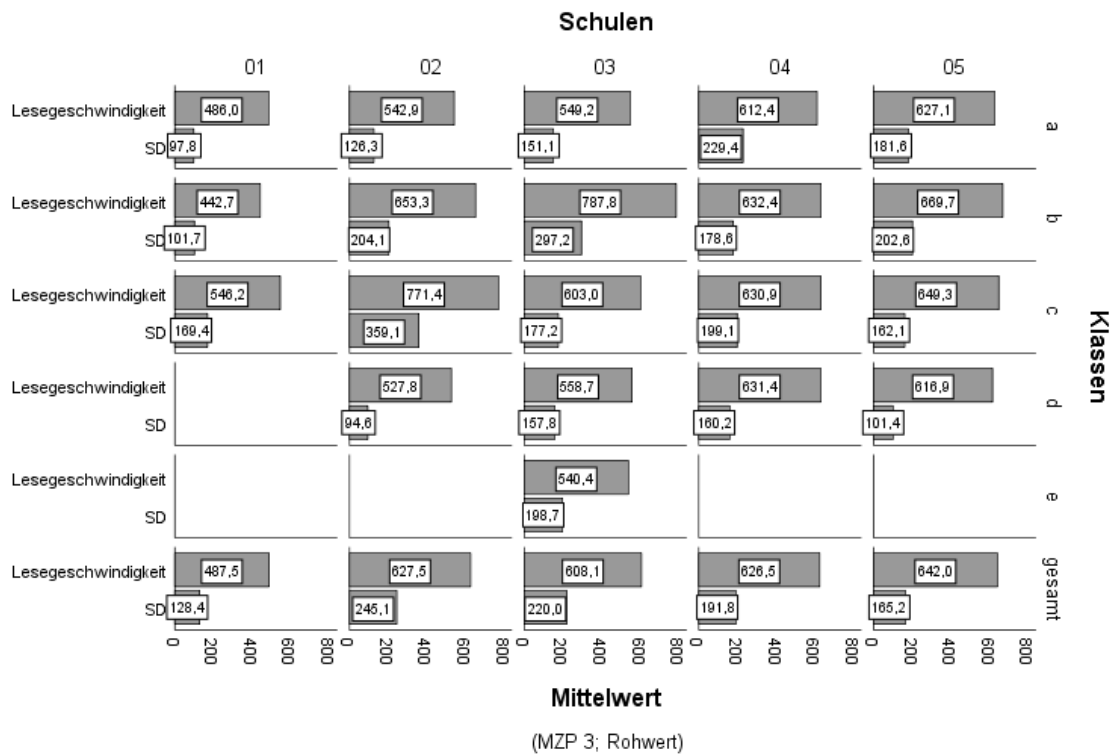 Schulen
01 02 03 04 05
Lesegeschwindigkeit 486,0 542,9 549,2 612,4 627,1
SD 97,8 126,3 151,1 229,4 181,6
a
Lesegeschwindigkeit 442,7 653,3 787,8 632,4 669,7
SD 101,7 204,1 297,2 178,6 202,6
b
Lesegeschwindigkeit 546,2 771,4 603,0 630,9 649,3
SD 169,4 359,1 177,2 199,1 162,1
c
Lesegeschwindigkeit 527,8 558,7 631,4 616,9
SD 94,6 157,8 160,2 101,4
d
Lesegeschwindigkeit 540,4
SD 198,7
e
Lesegeschwindigkeit 487,5 627,5 608,1 626,5 642,0
SD 128,4 245,1 220,0 191,8 165,2
gesamt
Klassen
0 200 400 600 800 0 200 400 600 800 0 200 400 600 800 0 200 400 600 800 0 200 400 600 800
Mittelwert
(MZP 3; Rohwert)